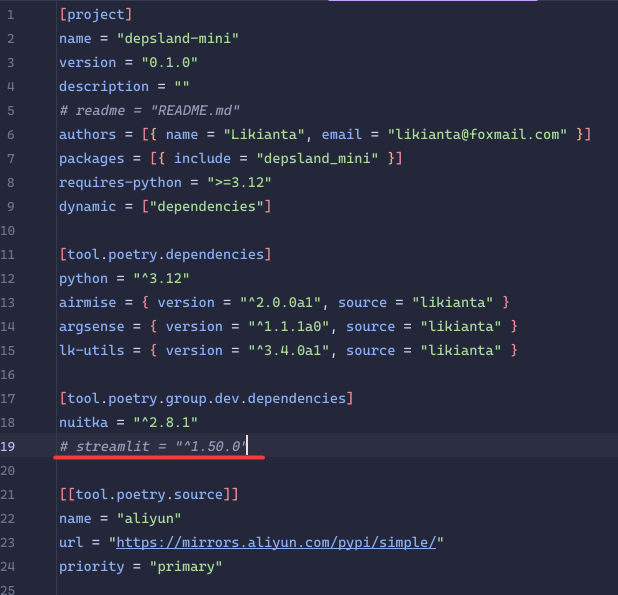 1 [project]
2 name = "depsland-mini"
3 version = "0.1.0"
4 description = ""
5 # readme = "README.md"
6 authors = [{ name = "Likianta", email = "likianta@foxmail.com" }]
7 packages = [{ include = "depsland_mini" }]
8 requires-python = ">=3.12"
9 dynamic = ["dependencies"]
10
11 [tool.poetry.dependencies]
12 python = "^3.12"
13 airmise = { version = "^2.0.0a1", source = "likianta" }
14 argsense = { version = "^1.1.1a0", source = "likianta" }
15 lk-utils = { version = "^3.4.0a1", source = "likianta" }
16
17 [tool.poetry.group.dev.dependencies]
18 nuitka = "^2.8.1"
19 # streamlit = "^1.50.0"
20
21 [[tool.poetry.source]]
22 name = "aliyun"
23 url = "https://mirrors.aliyun.com/pypi/simple/"
24 priority = "primary"
25